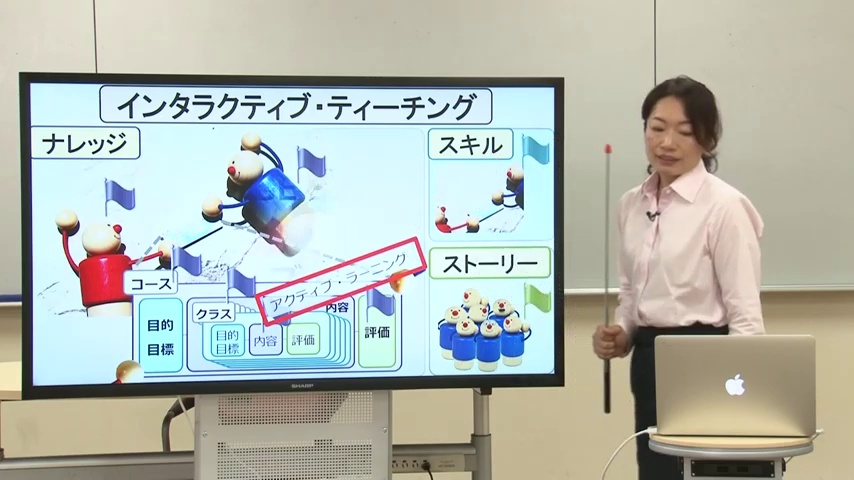 インタラクティブ・ティーチング
ナレッジ
スキル
ストーリー
コース
目的
目標
クラス
目的
目標
内容
評価
アクティブ・ラーニング
内容
評価
SHARP